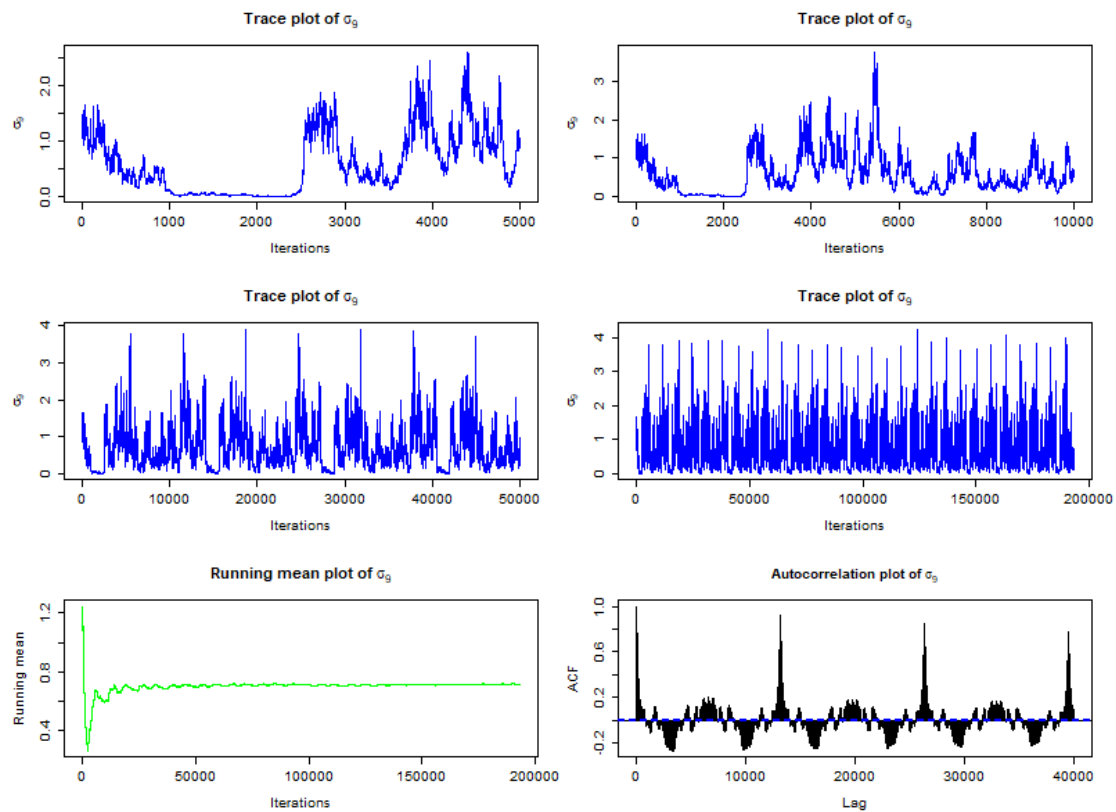 Trace plot of σ₉
σ₉
0.0 1.0 2.0
0 1000 2000 3000 4000 5000
Iterations
Trace plot of σ₉
σ₉
0 1 2 3
0 2000 4000 6000 8000 10000
Iterations
Trace plot of σ₉
σ₉
0 1 2 3 4
0 10000 20000 30000 40000 50000
Iterations
Trace plot of σ₉
σ₉
0 1 2 3 4
0 50000 100000 150000 200000
Iterations
Running mean plot of σ₉
Running mean
0.4 0.8 1.2
0 50000 100000 150000 200000
Iterations
Autocorrelation plot of σ₉
ACF
-0.2 0.2 0.6 1.0
0 10000 20000 30000 40000
Lag